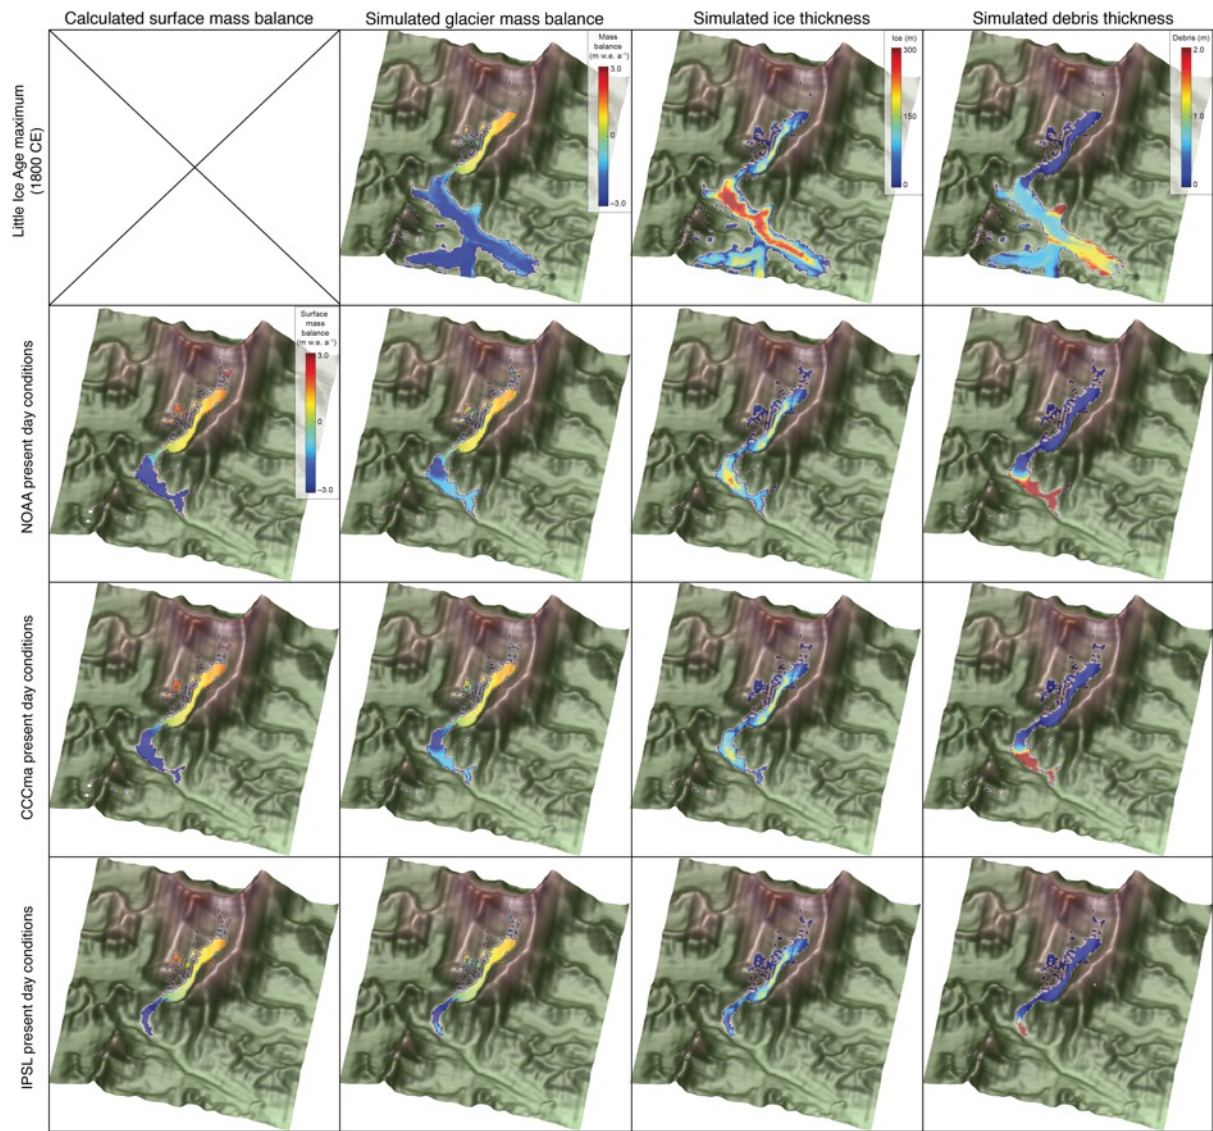 Calculated surface mass balance
Simulated glacier mass balance
Simulated ice thickness
Simulated debris thickness
Little Ice Age maximum
(1800 CE)
Mass
balance
(m w.e. a⁻¹)
3.0
0
−3.0
Ice (m)
300
150
0
Debris (m)
2.0
1.0
0
NOAA present day conditions
Surface
mass
balance
(m w.e. a⁻¹)
3.0
0
−3.0
CCCma present day conditions
IPSL present day conditions